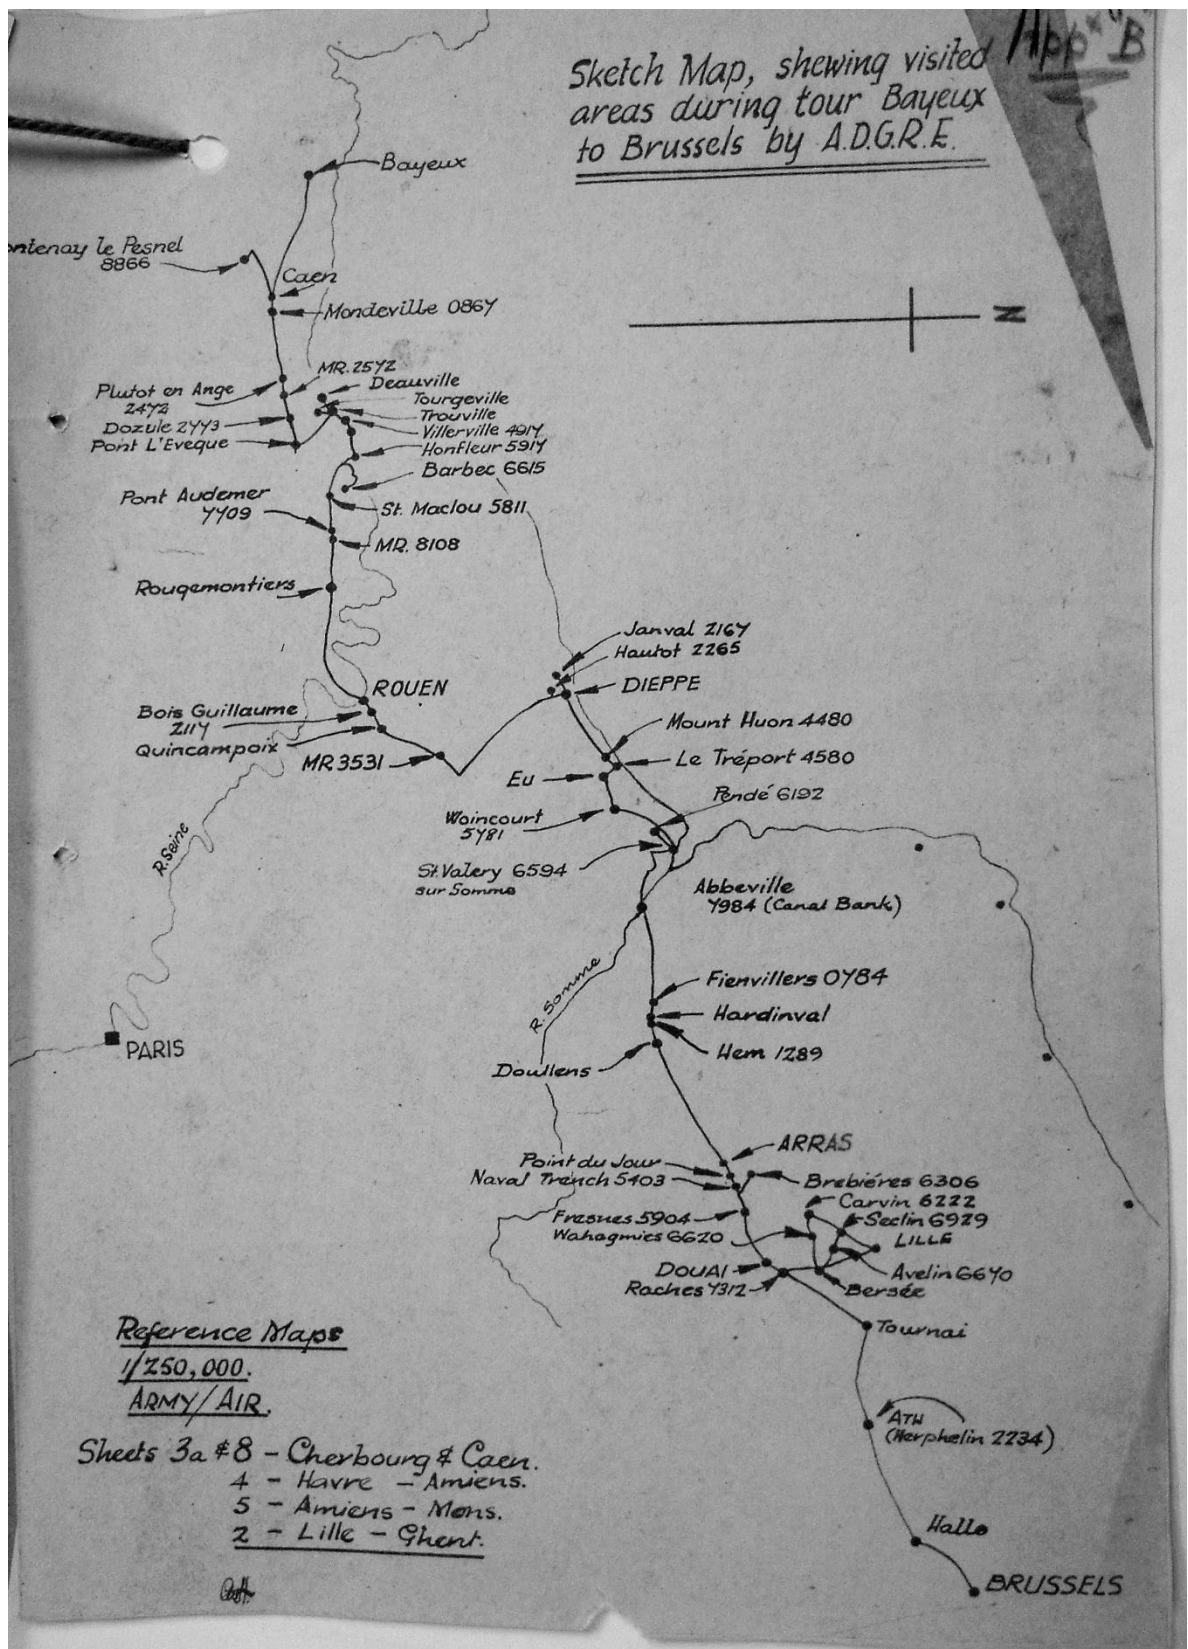 App "B"
Sketch Map, shewing visited
areas during tour Bayeux
to Brussels by A.D.G.R.E.
Bayeux
ontenay le Pesnel
8866
Caen
Mondeville 0867
N
MR. 2572
Deauville
Plutot en Ange
2472
Tourgeville
Trouville
Dozule 2773
Villerville 4917
Pont L'Eveque
Honfleur 5917
Barbec 6615
Pont Audemer
7709
St. Maclou 5811
MR. 8108
Rougemontiers
Janval 2167
Hautot 2265
DIEPPE
ROUEN
Bois Guillaume
2117
Quincampoix
MR 3531
Mount Huon 4480
Le Tréport 4580
Eu
Pendé 6192
Woincourt
5781
R. Seine
St. Valery 6594
sur Somme
Abbeville
7984 (Canal Bank)
R. Somme
Fienvillers 0784
Hardinval
PARIS
Hem 1289
Doullens
ARRAS
Point du Jour
Naval Trench 5403
Brebiéres 6306
Carvin 6222
Fresnes 5904
Seclin 6929
Wahagnies 6620
LILLE
DOUAI
Avelin 6670
Raches 7312
Bersée
Tournai
Reference Maps
1/250,000.
ARMY/AIR.
ATH
(Herphelin 2234)
Sheets 3a & 8 - Cherbourg & Caen.
4 - Havre - Amiens.
5 - Amiens - Mons.
2 - Lille - Ghent.
Halle
BRUSSELS